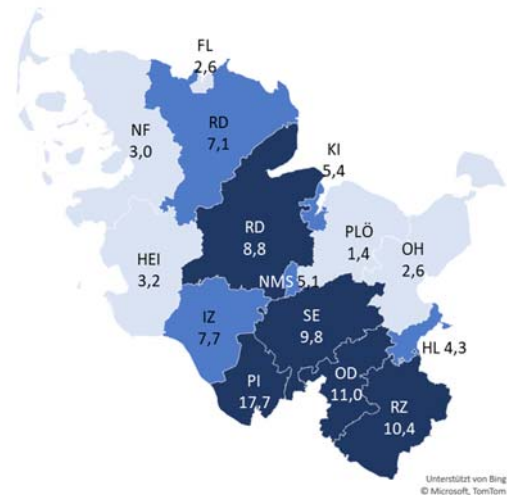 FL
2,6
NF
3,0
RD
7,1
KI
5,4
RD
8,8
PLÖ
1,4
OH
2,6
HEI
3,2
NMS 5,1
IZ
7,7
SE
9,8
HL 4,3
PI
17,7
OD
11,0
RZ
10,4
Unterstützt von Bing
© Microsoft, TomTom